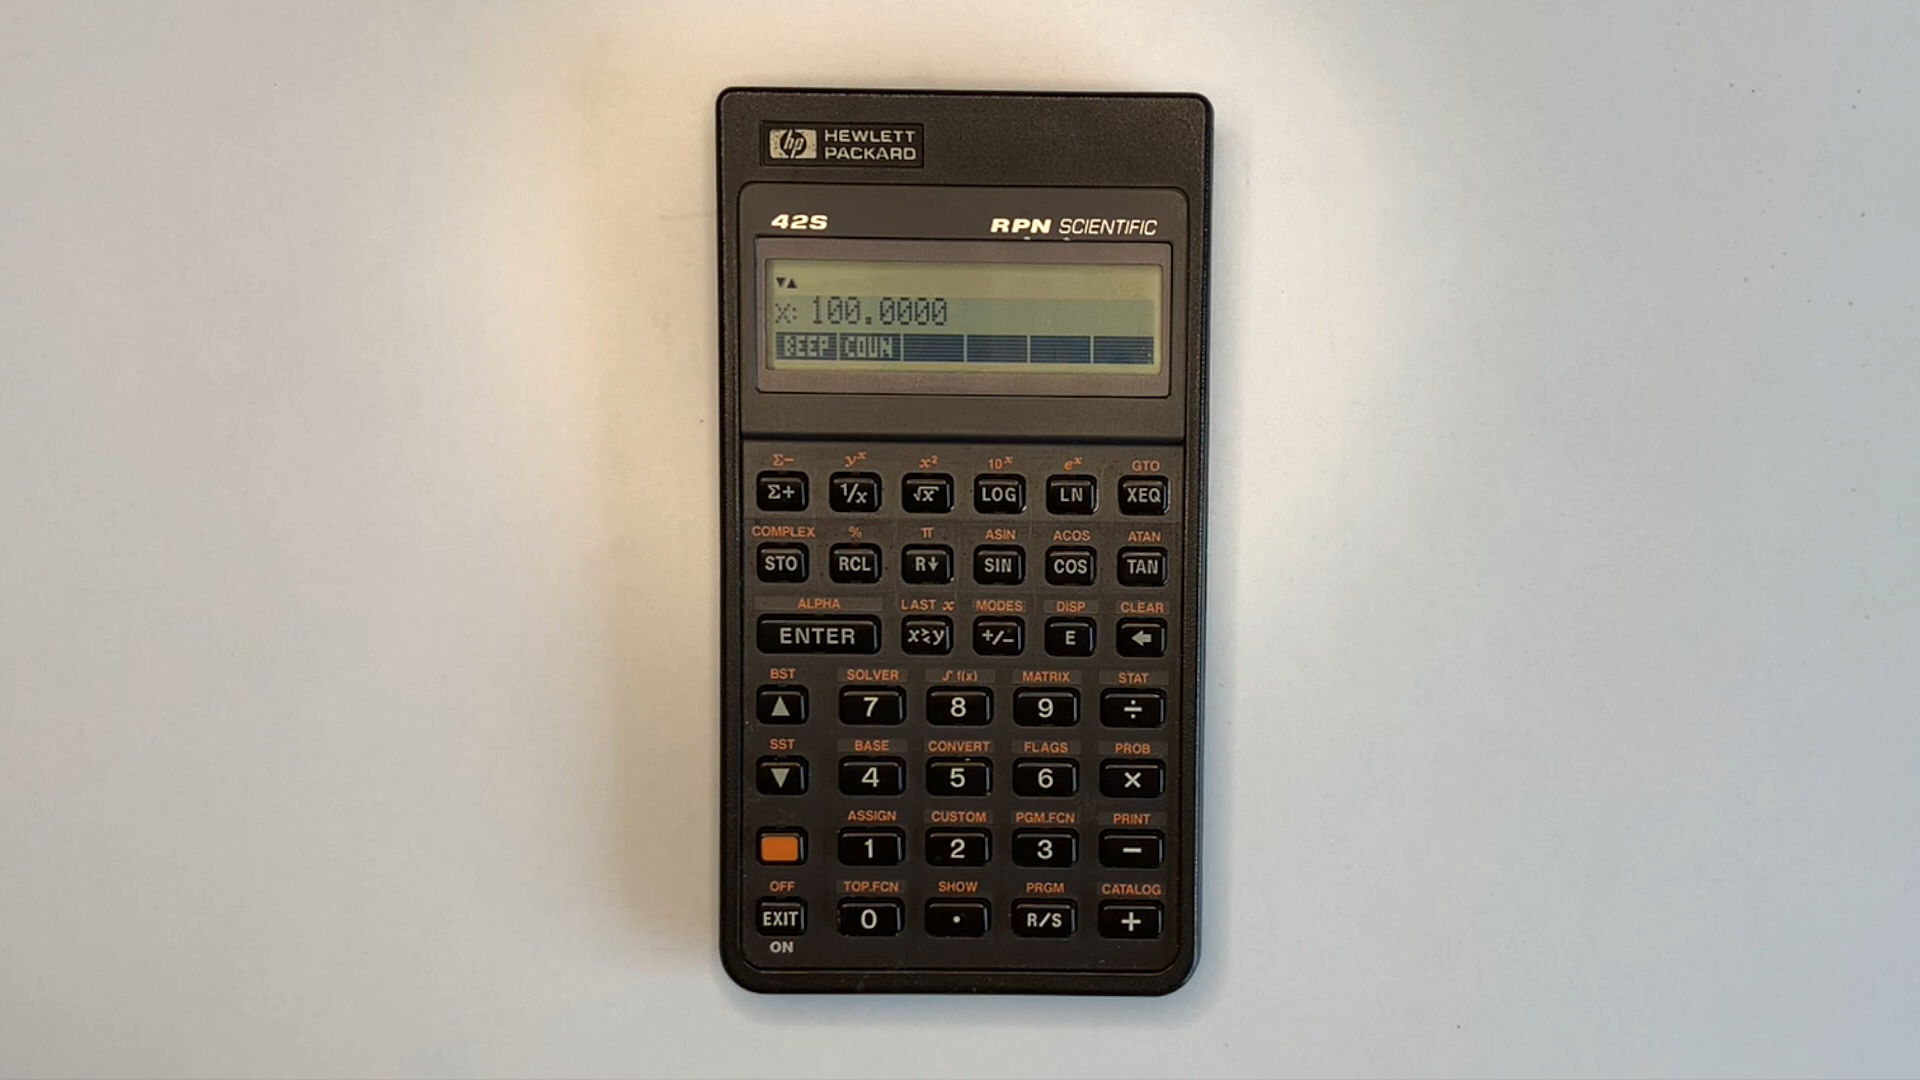 hp HEWLETT
PACKARD
42S RPN SCIENTIFIC
▼▲
x: 100.0000
BEEP COUN
Σ− yˣ x² 10ˣ eˣ GTO
Σ+ 1/x √x LOG LN XEQ
COMPLEX % π ASIN ACOS ATAN
STO RCL R↓ SIN COS TAN
ALPHA LAST x MODES DISP CLEAR
ENTER x≷y +/− E ←
BST SOLVER ∫f(x) MATRIX STAT
▲ 7 8 9 ÷
SST BASE CONVERT FLAGS PROB
▼ 4 5 6 ×
ASSIGN CUSTOM PGM.FCN PRINT
1 2 3 −
OFF TOP.FCN SHOW PRGM CATALOG
EXIT 0 · R/S +
ON